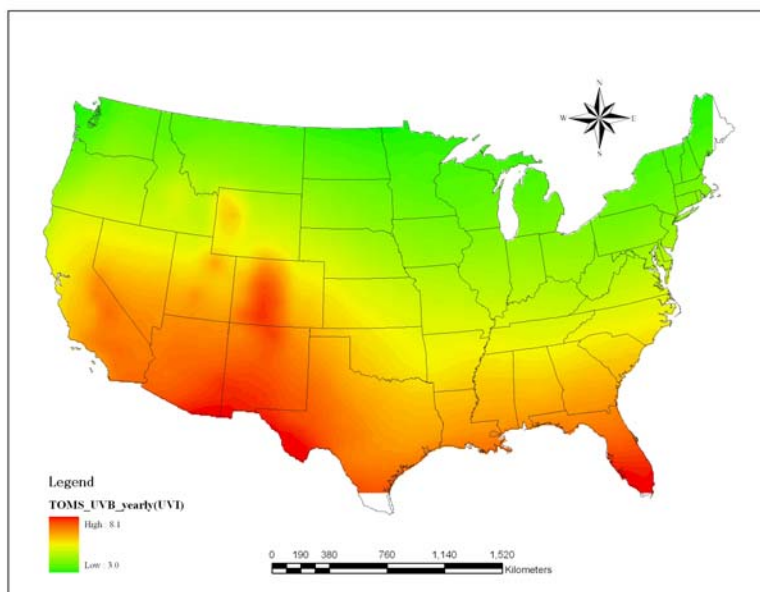 N
W E
S
Legend
TOMS_UVB_yearly(UVI)
High : 8.1
Low : 3.0
0 190 380 760 1,140 1,520
Kilometers